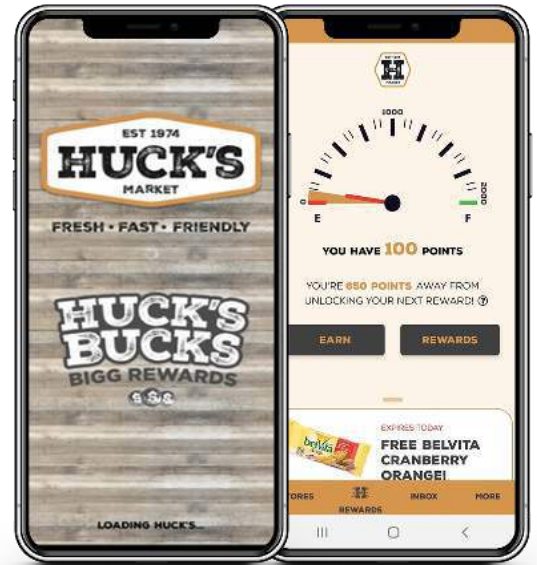 EST 1974
HUCK'S
MARKET
FRESH • FAST • FRIENDLY
HUCK'S
BUCKS
BIGG REWARDS
$ $ $
LOADING HUCK'S...
H
1000
0
2000
E
F
YOU HAVE 100 POINTS
YOU'RE 650 POINTS AWAY FROM
UNLOCKING YOUR NEXT REWARD! ?
EARN
REWARDS
EXPIRES TODAY
belVita
FREE BELVITA
CRANBERRY
ORANGE!
ORES
REWARDS
INBOX
MORE